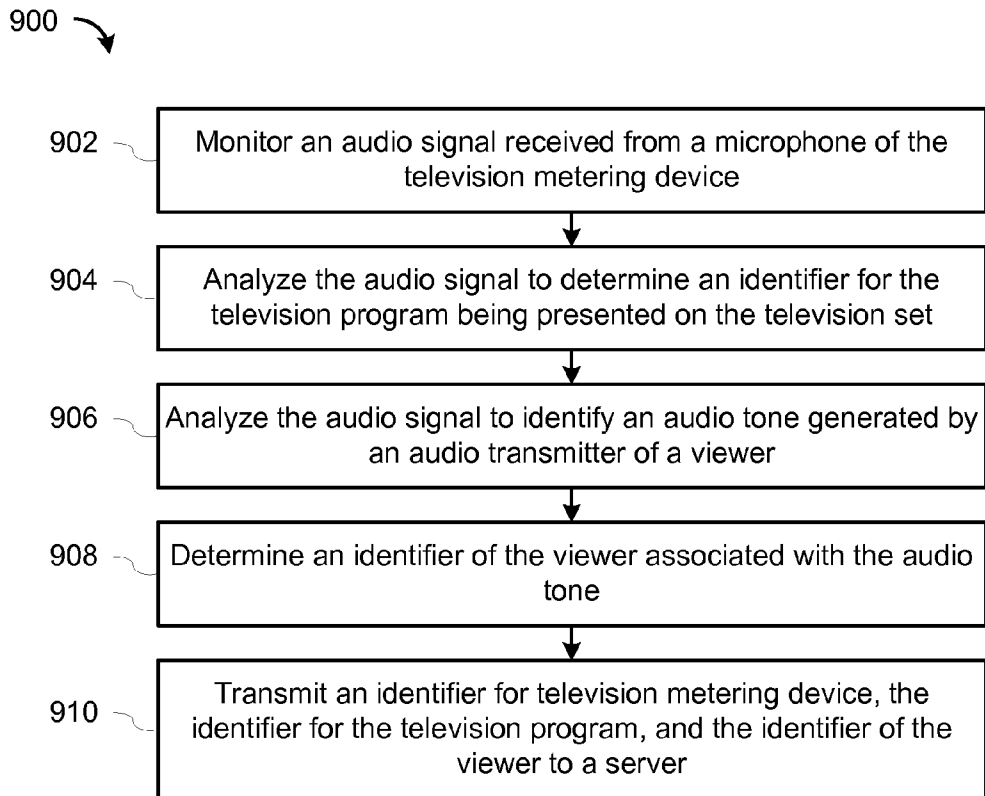 900
902
Monitor an audio signal received from a microphone of the
television metering device
904
Analyze the audio signal to determine an identifier for the
television program being presented on the television set
906
Analyze the audio signal to identify an audio tone generated by
an audio transmitter of a viewer
908
Determine an identifier of the viewer associated with the audio
tone
910
Transmit an identifier for television metering device, the
identifier for the television program, and the identifier of the
viewer to a server